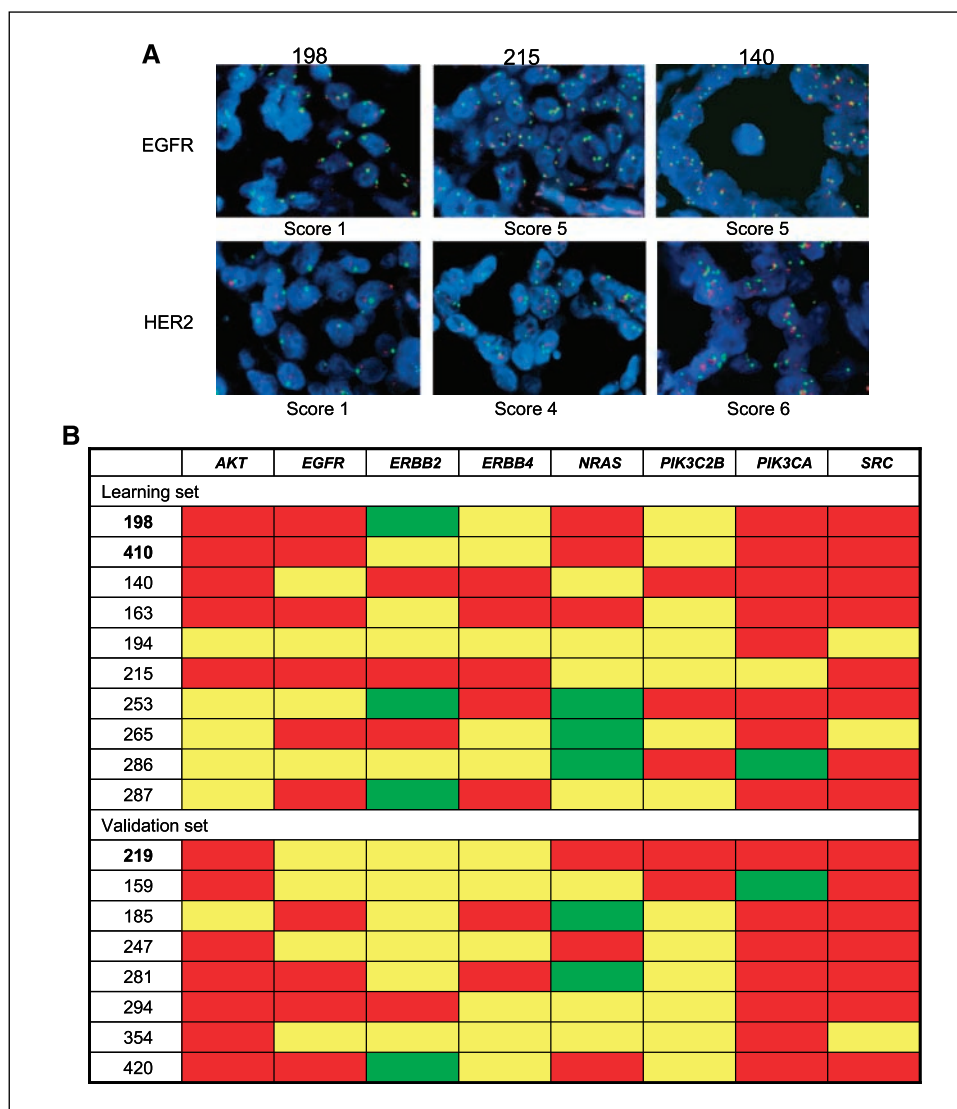 A
198 215 140
EGFR
Score 1 Score 5 Score 5
HER2
Score 1 Score 4 Score 6
B
AKT EGFR ERBB2 ERBB4 NRAS PIK3C2B PIK3CA SRC
Learning set
198
410
140
163
194
215
253
265
286
287
Validation set
219
159
185
247
281
294
354
420